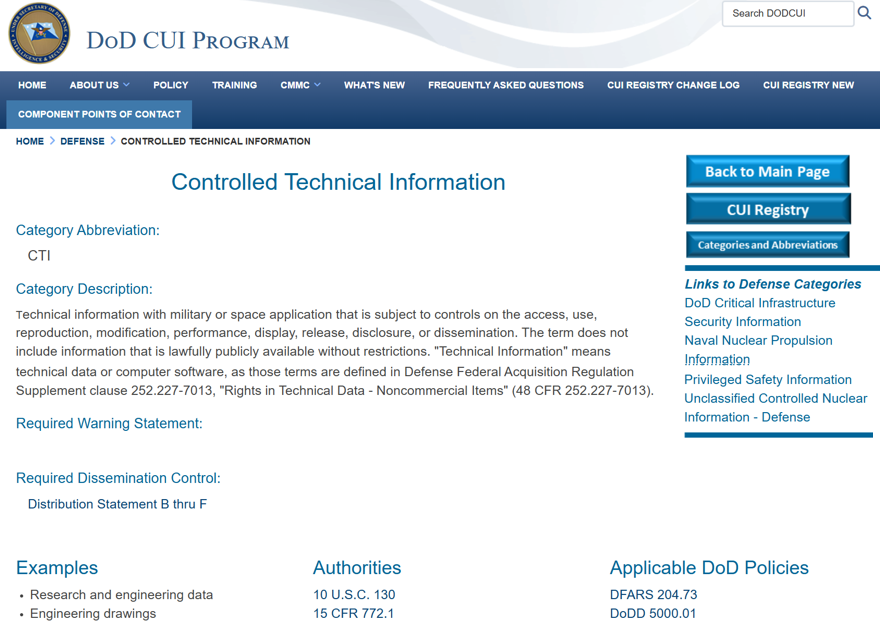 UNDER SECRETARY OF DEFENSE
INTELLIGENCE & SECURITY
DoD CUI Program
Search DODCUI
HOME ABOUT US POLICY TRAINING CMMC WHAT'S NEW FREQUENTLY ASKED QUESTIONS CUI REGISTRY CHANGE LOG CUI REGISTRY NEW
COMPONENT POINTS OF CONTACT
HOME > DEFENSE > CONTROLLED TECHNICAL INFORMATION
Controlled Technical Information
Category Abbreviation:
CTI
Category Description:
Technical information with military or space application that is subject to controls on the access, use,
reproduction, modification, performance, display, release, disclosure, or dissemination. The term does not
include information that is lawfully publicly available without restrictions. "Technical Information" means
technical data or computer software, as those terms are defined in Defense Federal Acquisition Regulation
Supplement clause 252.227-7013, "Rights in Technical Data - Noncommercial Items" (48 CFR 252.227-7013).
Required Warning Statement:
Required Dissemination Control:
Distribution Statement B thru F
Back to Main Page
CUI Registry
Categories and Abbreviations
Links to Defense Categories
DoD Critical Infrastructure
Security Information
Naval Nuclear Propulsion
Information
Privileged Safety Information
Unclassified Controlled Nuclear
Information - Defense
Examples
• Research and engineering data
• Engineering drawings
Authorities
10 U.S.C. 130
15 CFR 772.1
Applicable DoD Policies
DFARS 204.73
DoDD 5000.01